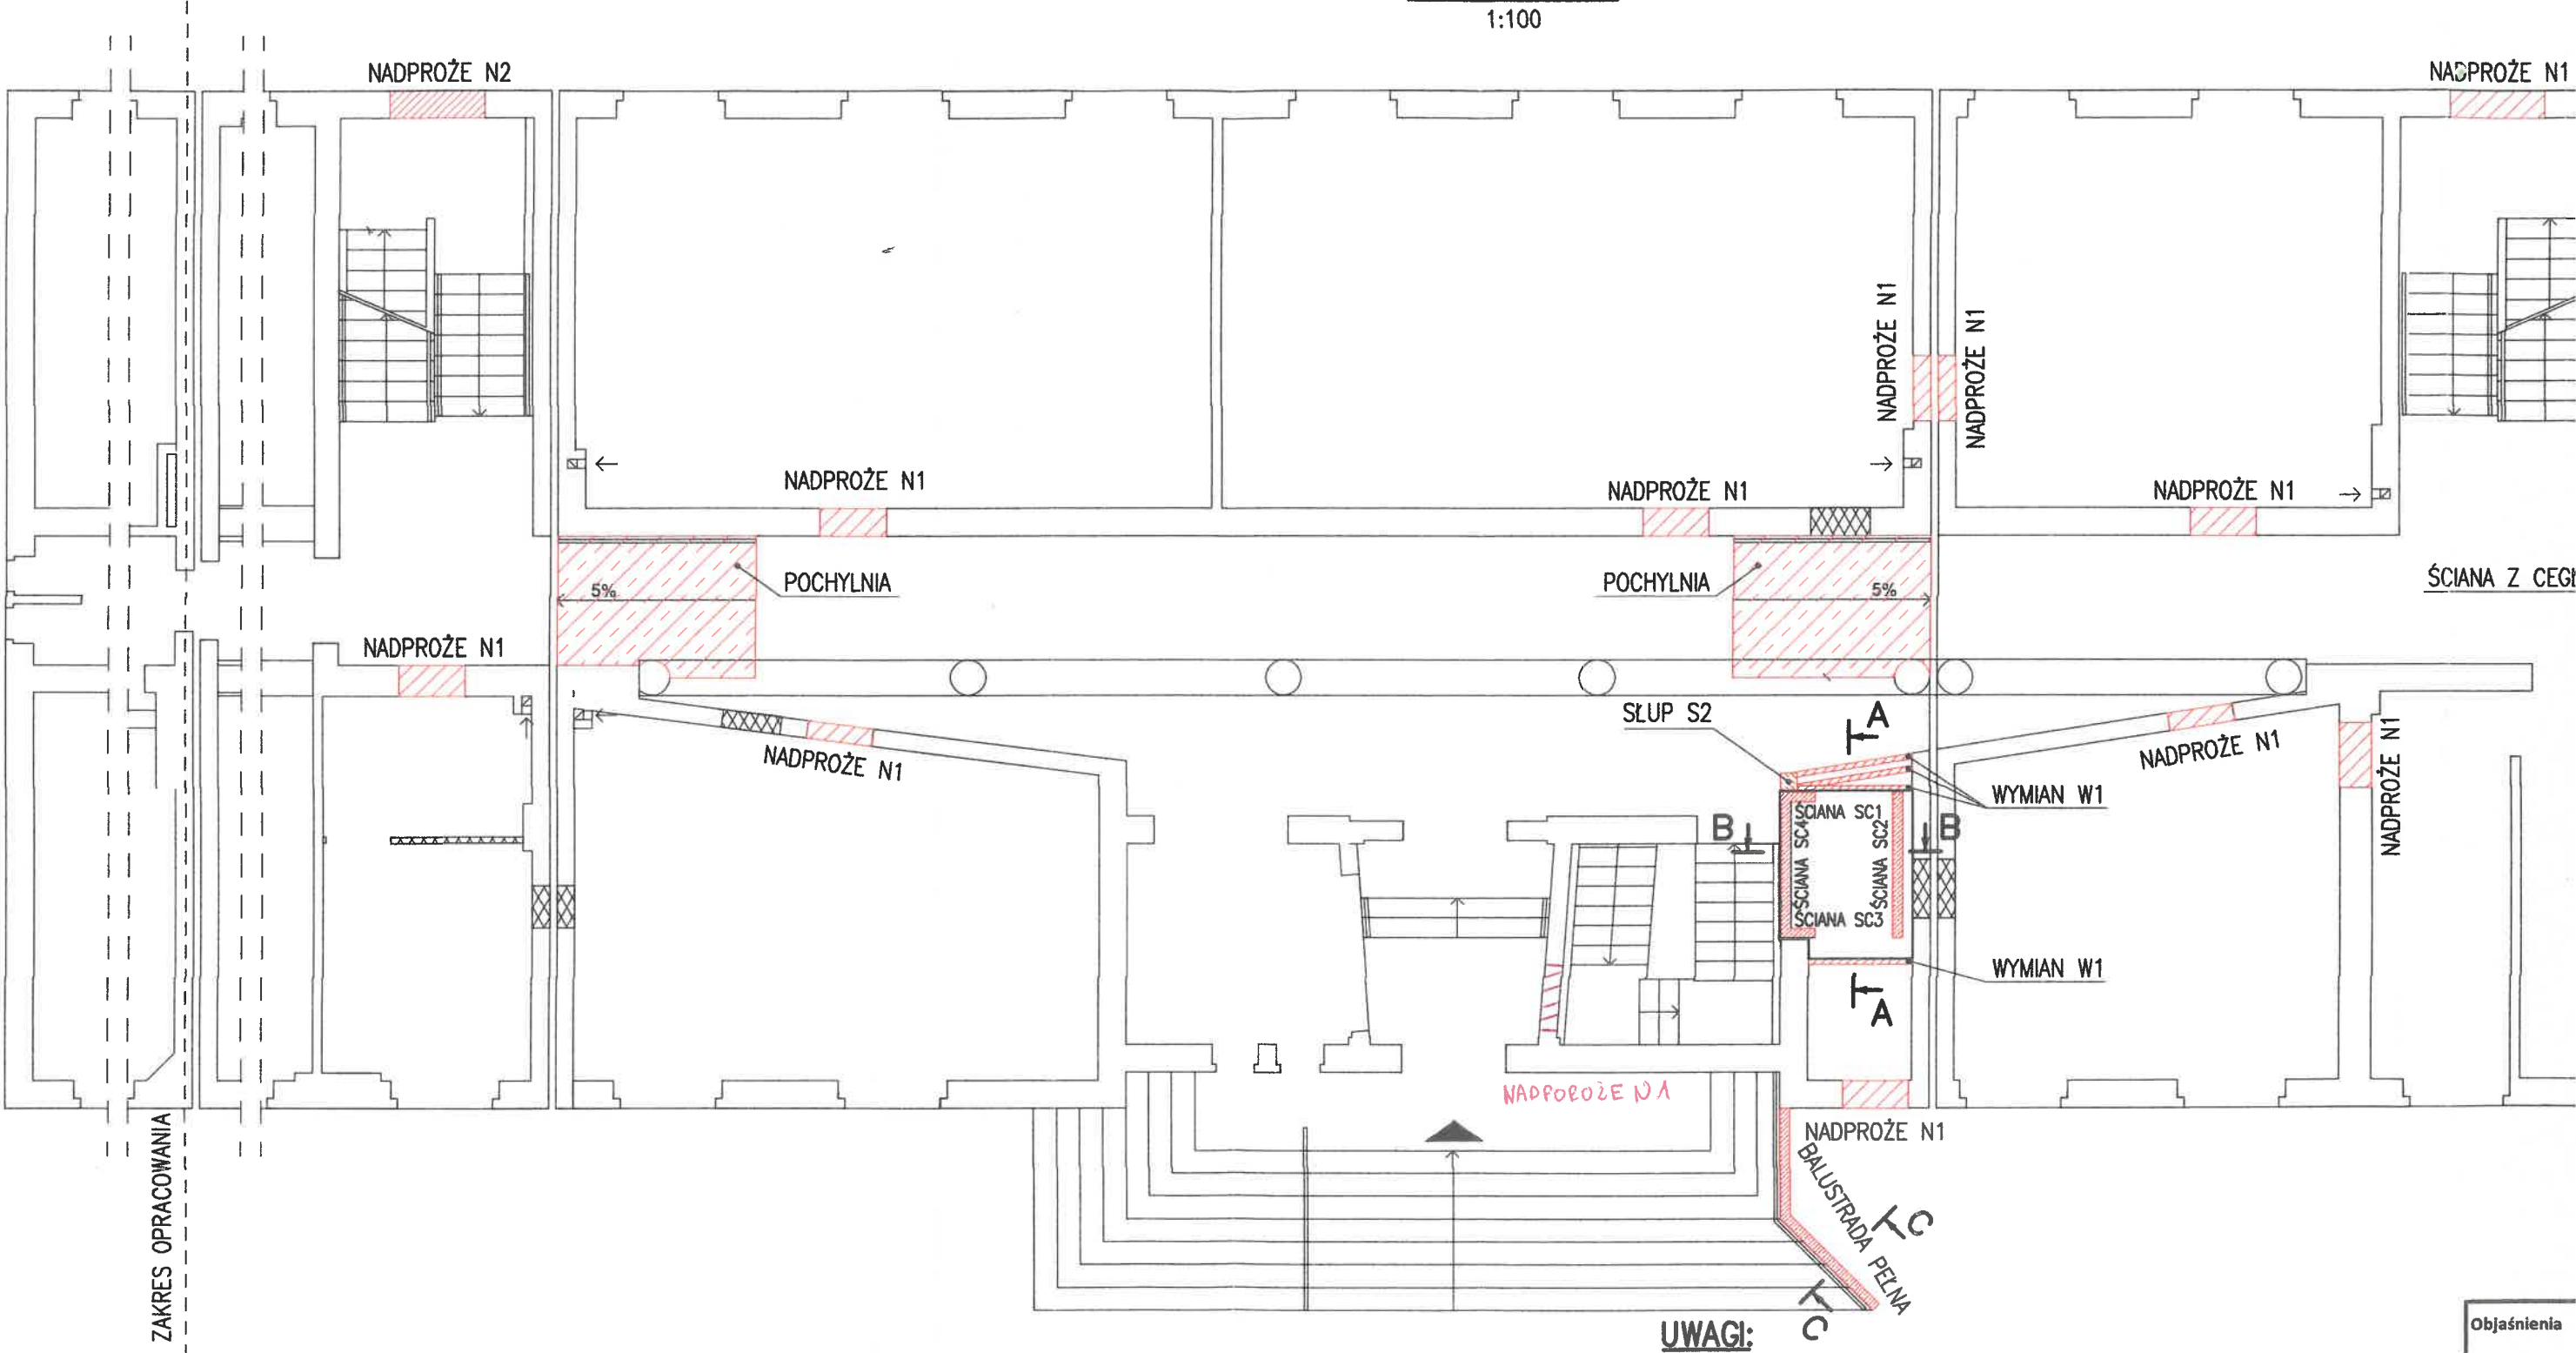 1:100
NADPROŻE N2
NADPROŻE N1
NADPROŻE N1
NADPROŻE N1
NADPROŻE N1
NADPROŻE N1
NADPROŻE N1
POCHYLNIA
POCHYLNIA
ŚCIANA Z CEG
5%
5%
NADPROŻE N1
SŁUP S2
A
NADPROŻE N1
NADPROŻE N1
NADPROŻE N1
WYMIAN W1
ŚCIANA SC1
B
B
ŚCIANA SC4
ŚCIANA SC2
ŚCIANA SC3
WYMIAN W1
A
NADPOROŻE N1
NADPROŻE N1
BALUSTRADA PEŁNA
C
C
ZAKRES OPRACOWANIA
UWAGI:
Objaśnienia